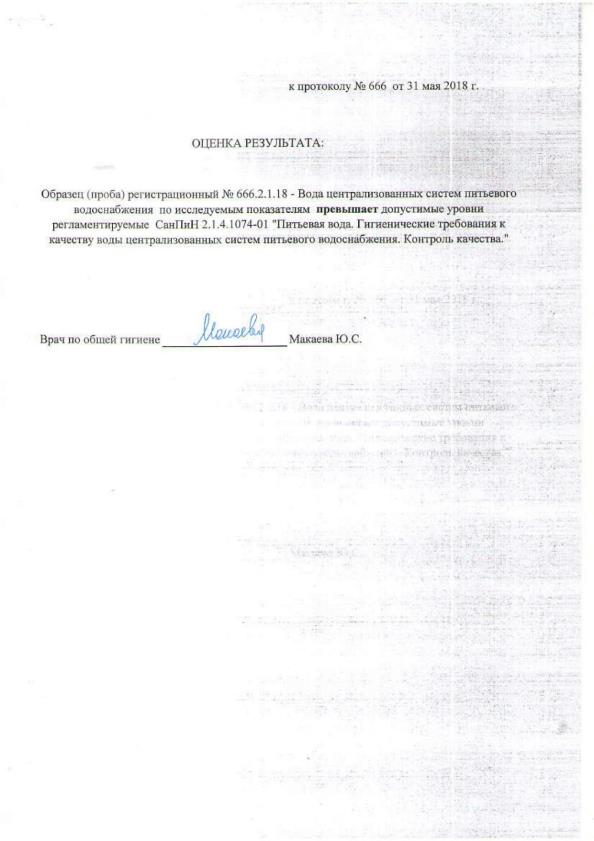 к протоколу № 666 от 31 мая 2018 г.
ОЦЕНКА РЕЗУЛЬТАТА:
Образец (проба) регистрационный № 666.2.1.18 - Вода централизованных систем питьевого
водоснабжения по исследуемым показателям превышает допустимые уровни
регламентируемые СанПиН 2.1.4.1074-01 "Питьевая вода. Гигиенические требования к
качеству воды централизованных систем питьевого водоснабжения. Контроль качества."
Врач по общей гигиене Макаева Макаева Ю.С.